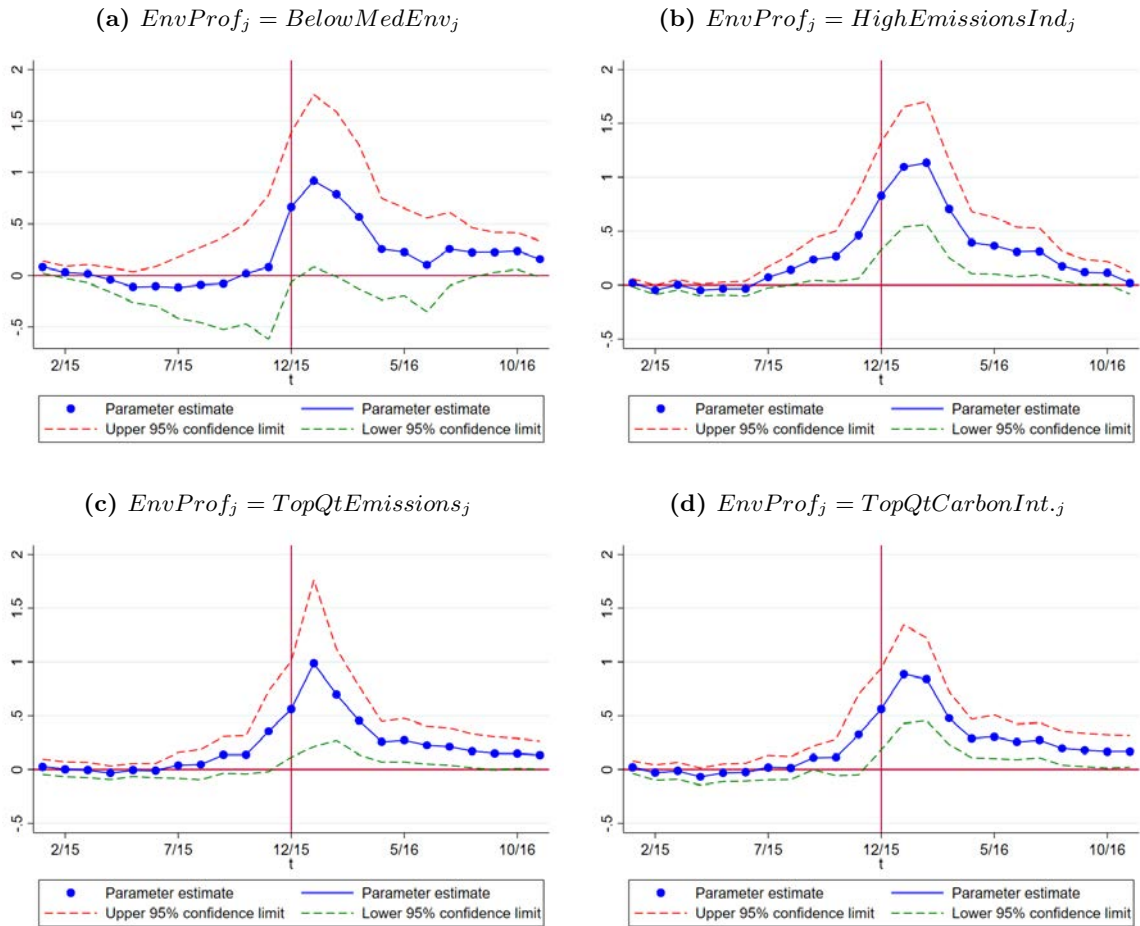 (a) EnvProf_j = BelowMedEnv_j
2
1.5
1
.5
0
-.5
2/15 7/15 12/15 5/16 10/16
t
Parameter estimate Parameter estimate
Upper 95% confidence limit Lower 95% confidence limit
(b) EnvProf_j = HighEmissionsInd_j
2
1.5
1
.5
0
-.5
2/15 7/15 12/15 5/16 10/16
t
Parameter estimate Parameter estimate
Upper 95% confidence limit Lower 95% confidence limit
(c) EnvProf_j = TopQtEmissions_j
2
1.5
1
.5
0
-.5
2/15 7/15 12/15 5/16 10/16
t
Parameter estimate Parameter estimate
Upper 95% confidence limit Lower 95% confidence limit
(d) EnvProf_j = TopQtCarbonInt._j
2
1.5
1
.5
0
-.5
2/15 7/15 12/15 5/16 10/16
t
Parameter estimate Parameter estimate
Upper 95% confidence limit Lower 95% confidence limit